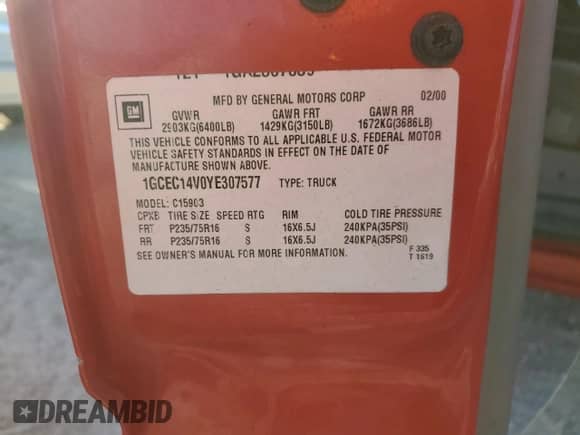 MFD BY GENERAL MOTORS CORP 02/00
GM
GVWR GAWR FRT GAWR RR
2903KG(6400LB) 1429KG(3150LB) 1672KG(3686LB)
THIS VEHICLE CONFORMS TO ALL APPLICABLE U.S. FEDERAL MOTOR
VEHICLE SAFETY STANDARDS IN EFFECT ON THE DATE OF
MANUFACTURE SHOWN ABOVE.
1GCEC14V0YE307577 TYPE: TRUCK
MODEL: C15903
CPXB TIRE SIZE SPEED RTG RIM COLD TIRE PRESSURE
FRT P235/75R16 S 16X6.5J 240KPA(35PSI)
RR P235/75R16 S 16X6.5J 240KPA(35PSI)
SEE OWNER'S MANUAL FOR MORE INFORMATION.
F 335
T 1619
DREAMBID